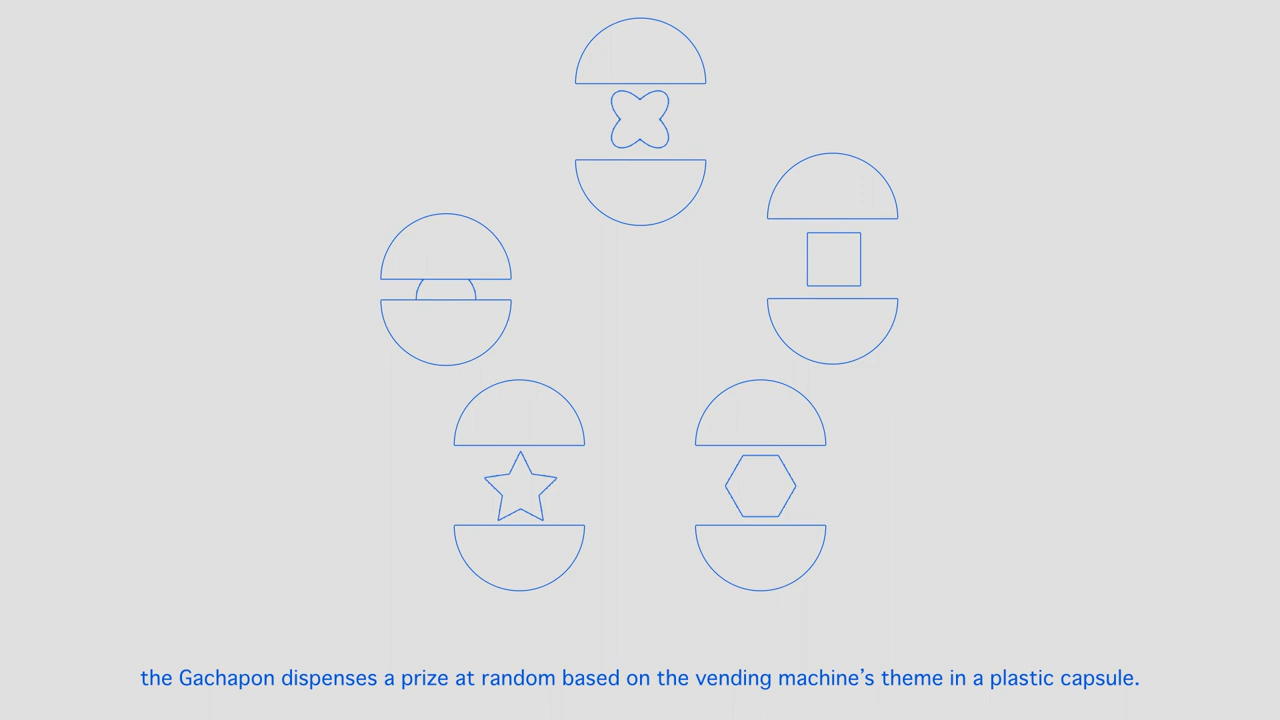 the Gachapon dispenses a prize at random based on the vending machine’s theme in a plastic capsule.